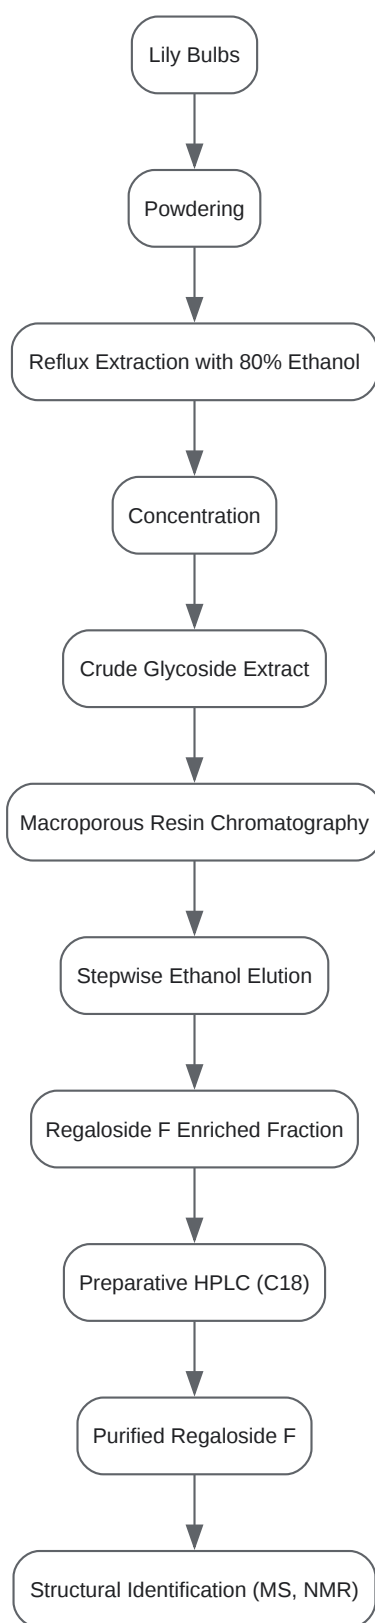 Lily Bulbs
Powdering
Reflux Extraction with 80% Ethanol
Concentration
Crude Glycoside Extract
Macroporous Resin Chromatography
Stepwise Ethanol Elution
Regaloside F Enriched Fraction
Preparative HPLC (C18)
Purified Regaloside F
Structural Identification (MS, NMR)